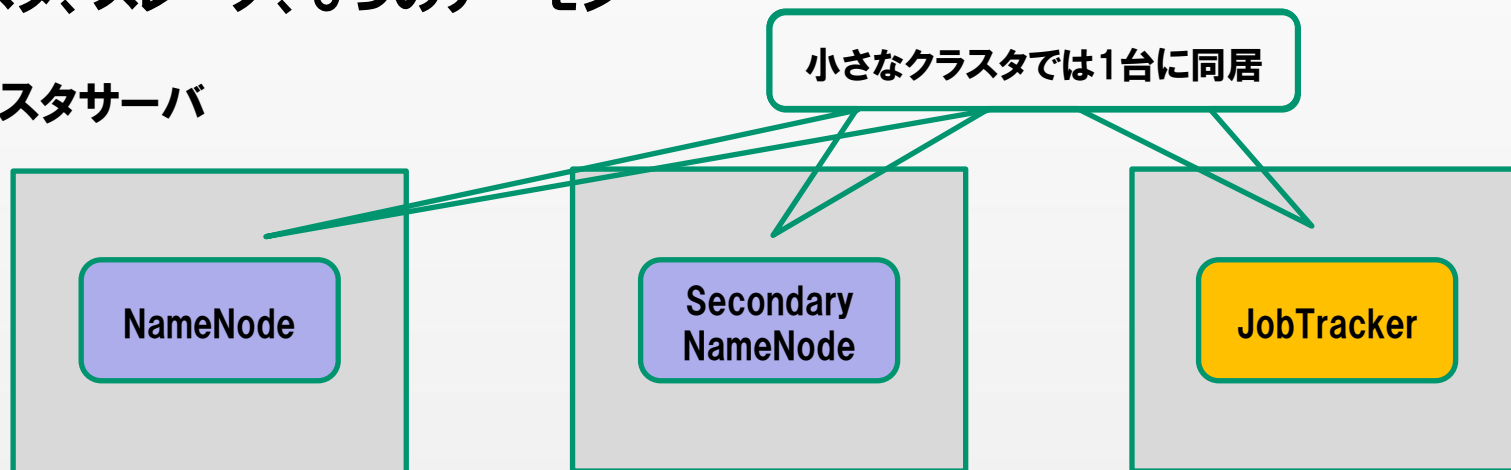 スタサーバ
小さなクラスタでは1台に同居
NameNode
Secondary
NameNode
JobTracker